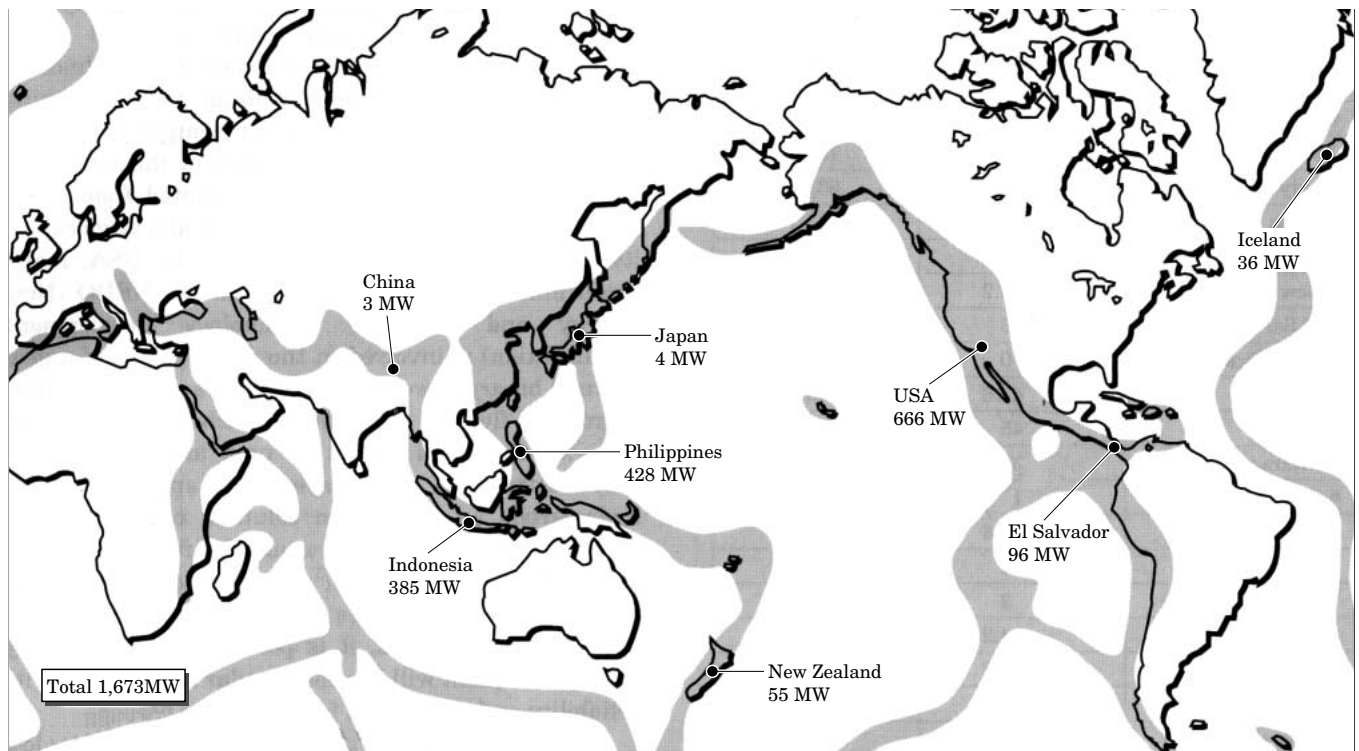 Iceland
36 MW
China
3 MW
Japan
4 MW
USA
666 MW
Philippines
428 MW
El Salvador
96 MW
Indonesia
385 MW
New Zealand
55 MW
Total 1,673MW